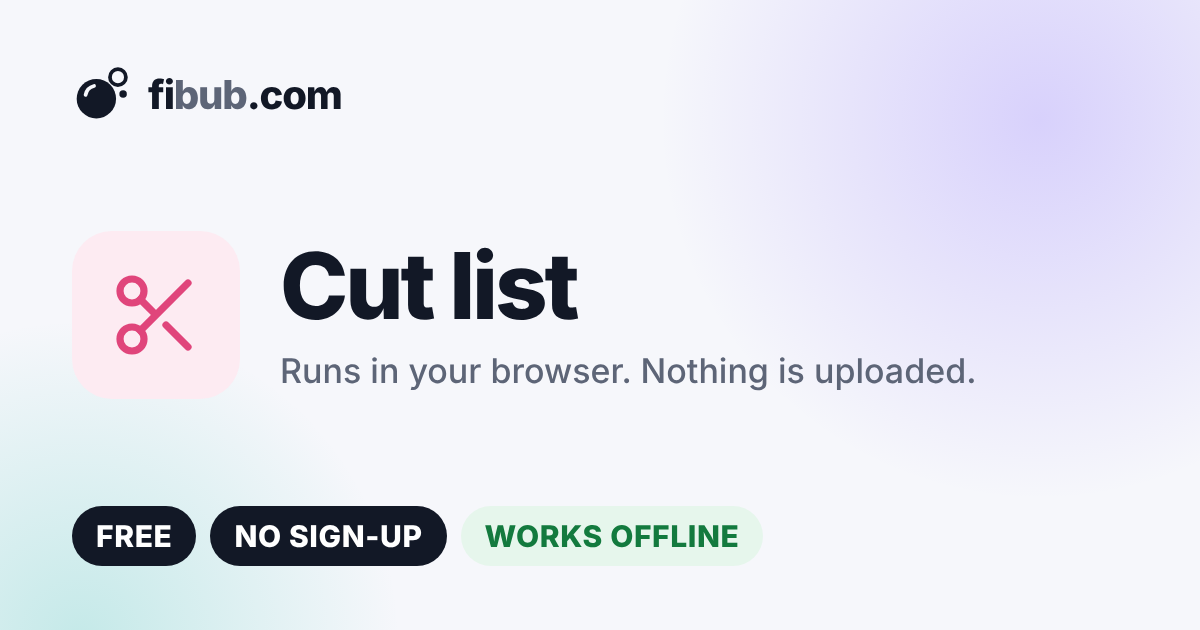 fibub.com
Cut list
Runs in your browser. Nothing is uploaded.
FREE NO SIGN-UP WORKS OFFLINE